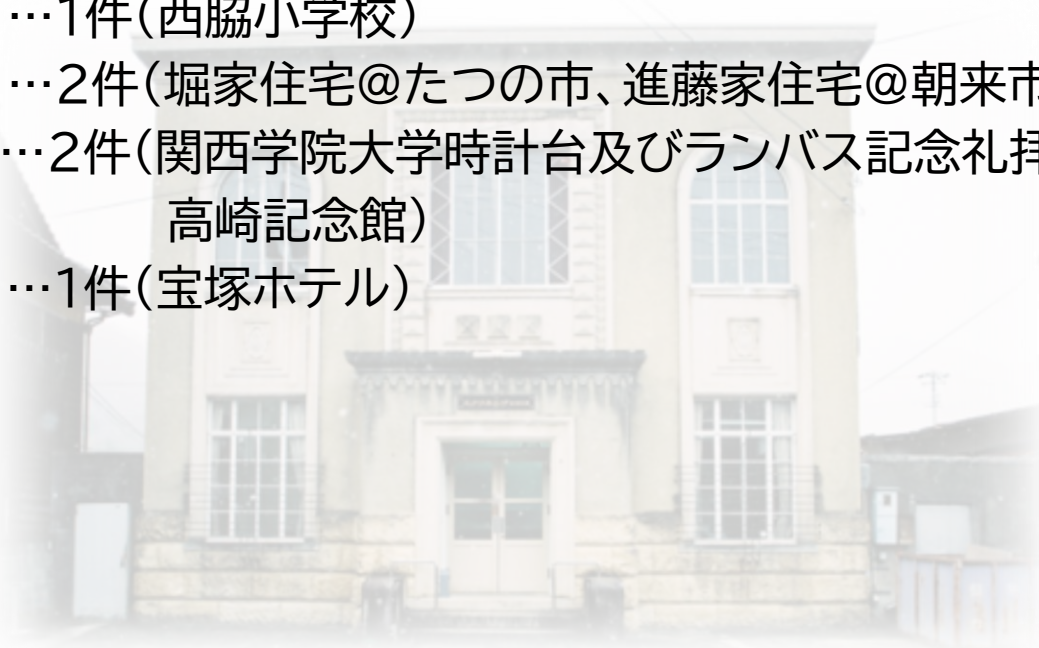 …1件（西脇小学校）
…2件（堀家住宅＠たつの市、進藤家住宅＠朝来市
…2件（関西学院大学時計台及びランバス記念礼拝
高崎記念館）
…1件（宝塚ホテル）